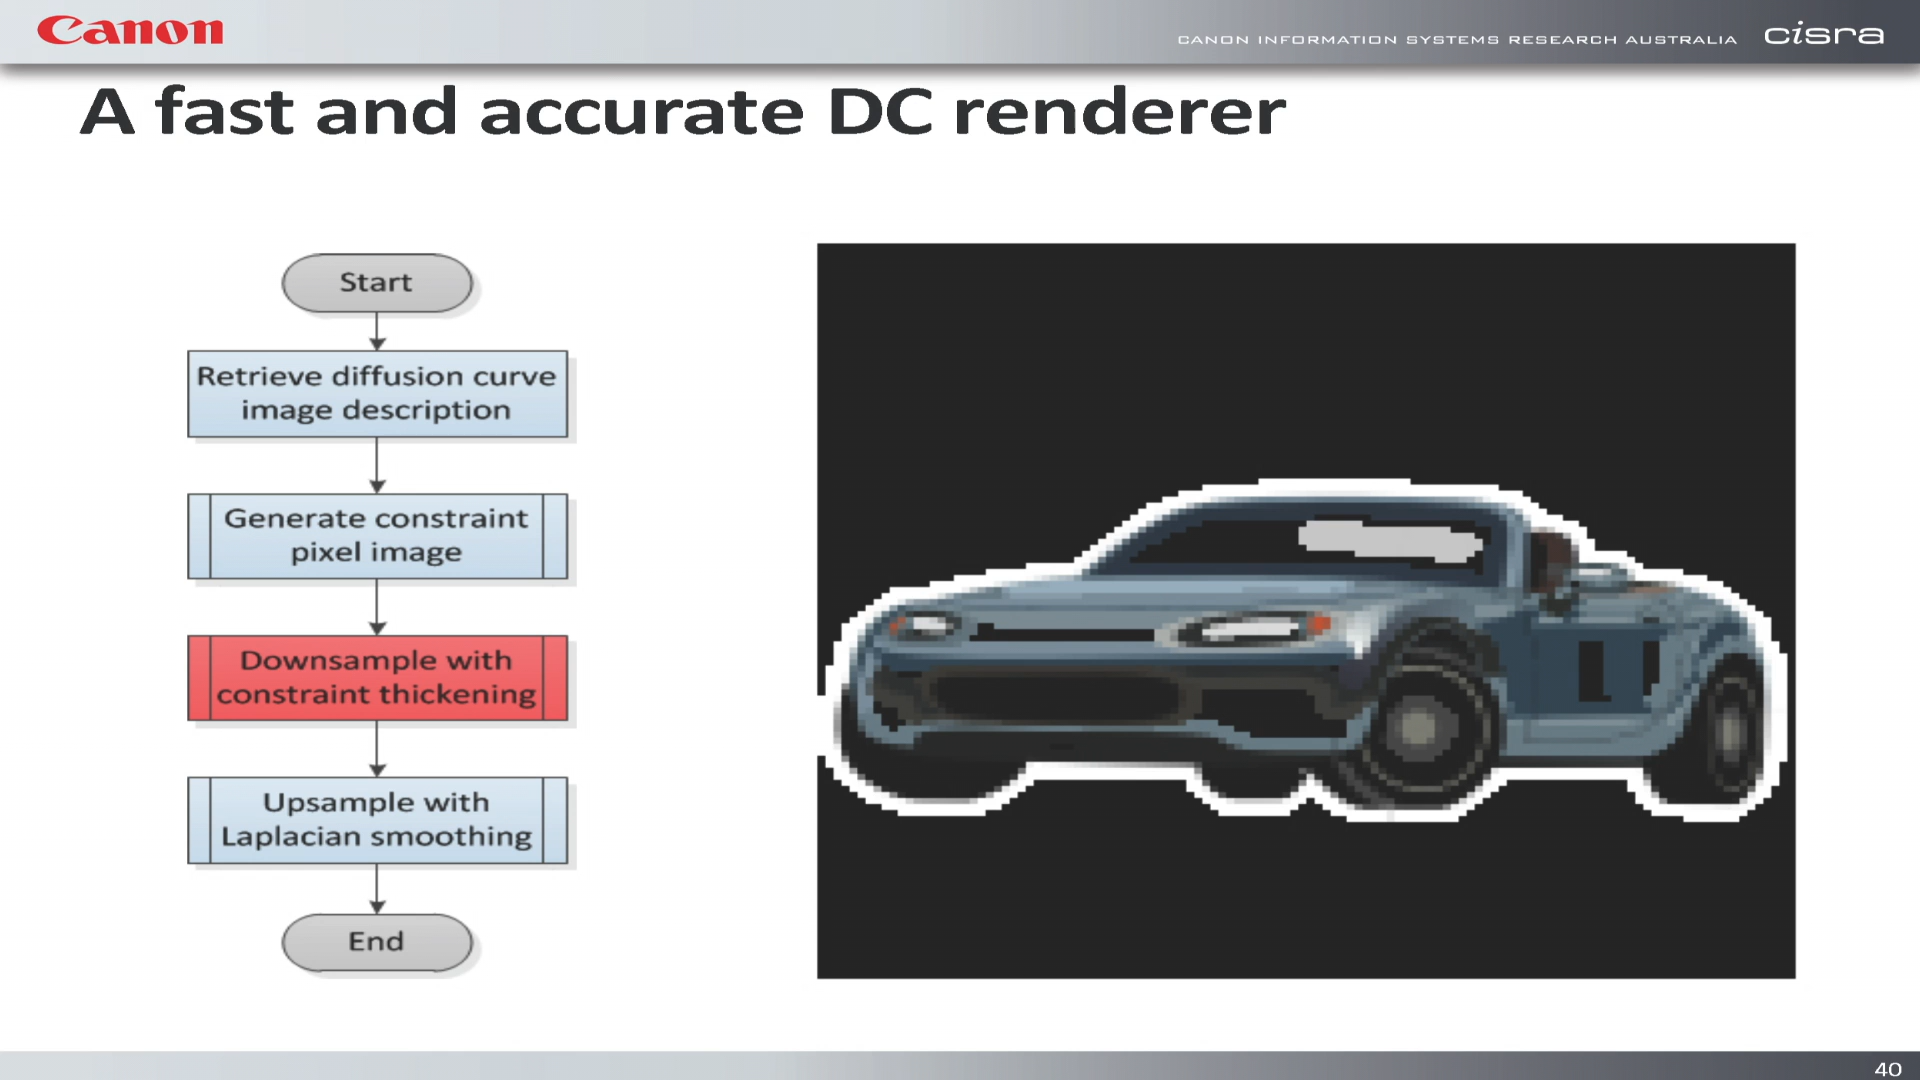 Canon
CANON INFORMATION SYSTEMS RESEARCH AUSTRALIA cisra
A fast and accurate DC renderer
Start
Retrieve diffusion curve
image description
Generate constraint
pixel image
Downsample with
constraint thickening
Upsample with
Laplacian smoothing
End
40